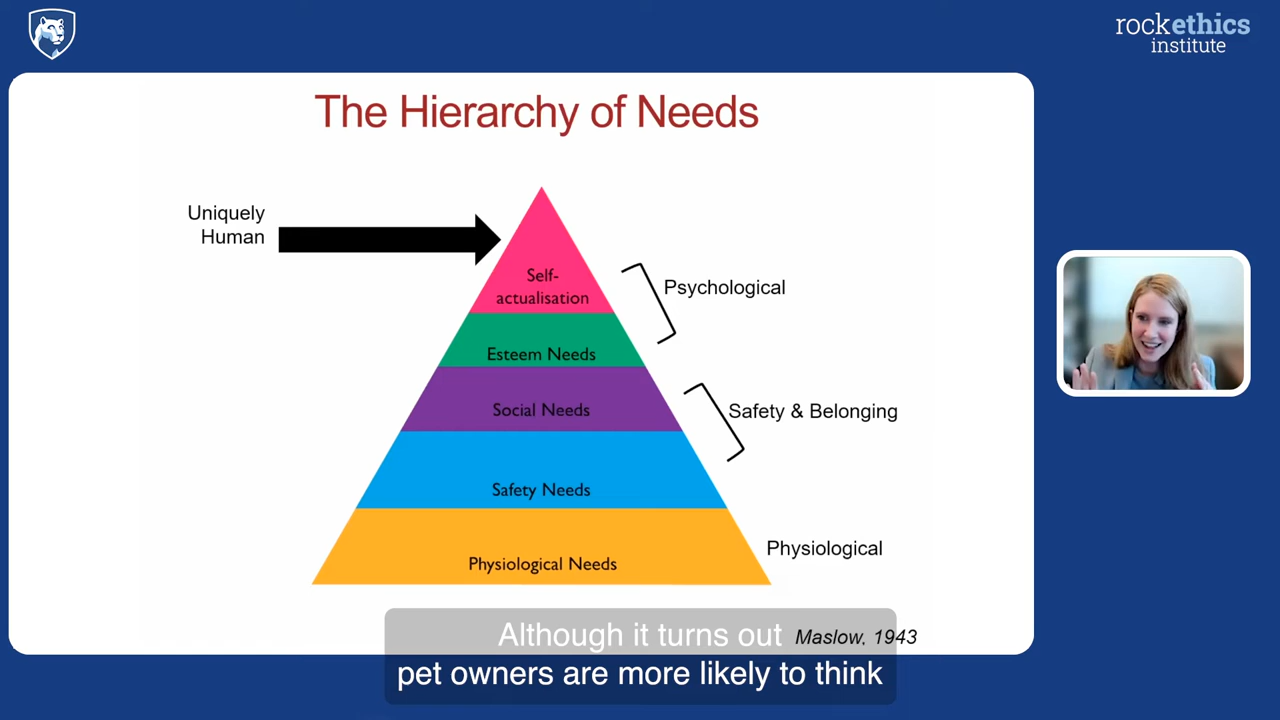 rockethics
institute
The Hierarchy of Needs
Uniquely
Human
Self-
actualisation
Psychological
Esteem Needs
Social Needs
Safety & Belonging
Safety Needs
Physiological
Physiological Needs
Maslow, 1943
Although it turns out
pet owners are more likely to think